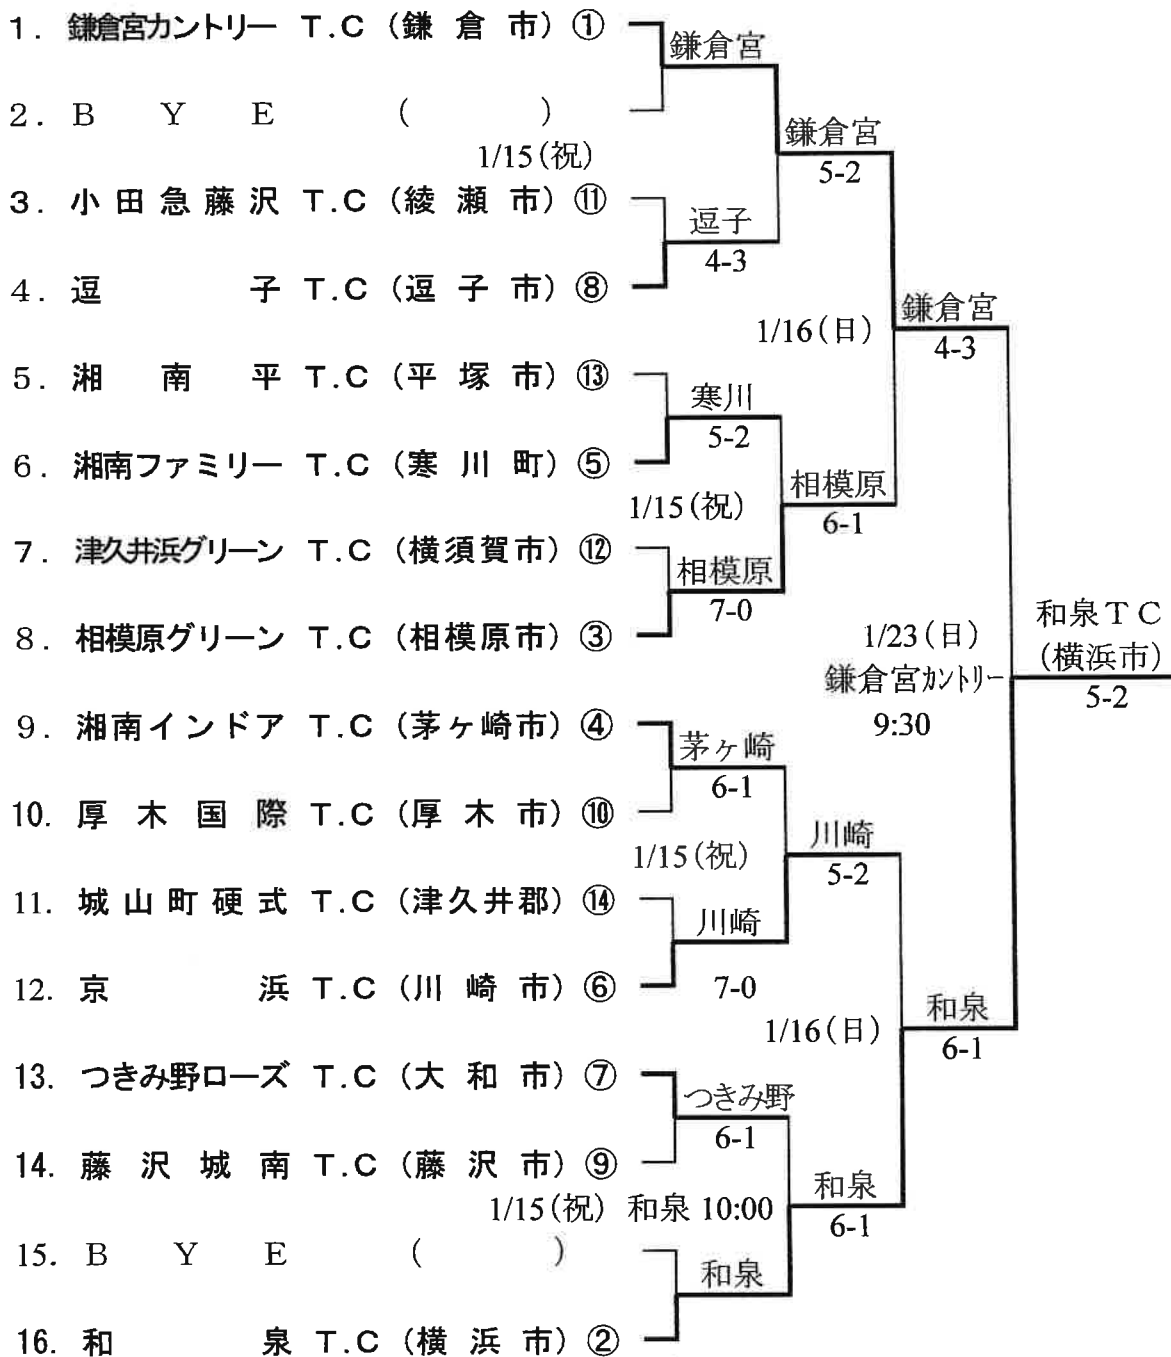 1. 鎌倉宮カントリー T.C (鎌倉市) ①
鎌倉宮
2. B Y E ( )
鎌倉宮
5-2
1/15(祝)
3. 小田急藤沢 T.C (綾瀬市) ⑪
逗子
4-3
4. 逗子 T.C (逗子市) ⑧
鎌倉宮
4-3
1/16(日)
5. 湘南平 T.C (平塚市) ⑬
寒川
5-2
6. 湘南ファミリー T.C (寒川町) ⑤
相模原
6-1
1/15(祝)
7. 津久井浜グリーン T.C (横須賀市) ⑫
相模原
7-0
8. 相模原グリーン T.C (相模原市) ③
1/23(日)
鎌倉宮カントリー
9:30
和泉TC
(横浜市)
5-2
9. 湘南インドア T.C (茅ヶ崎市) ④
茅ヶ崎
6-1
10. 厚木国際 T.C (厚木市) ⑩
川崎
5-2
1/15(祝)
11. 城山町硬式 T.C (津久井郡) ⑭
川崎
7-0
12. 京浜 T.C (川崎市) ⑥
1/16(日)
和泉
6-1
13. つきみ野ローズ T.C (大和市) ⑦
つきみ野
6-1
14. 藤沢城南 T.C (藤沢市) ⑨
和泉
6-1
1/15(祝) 和泉 10:00
15. B Y E ( )
和泉
16. 和泉 T.C (横浜市) ②